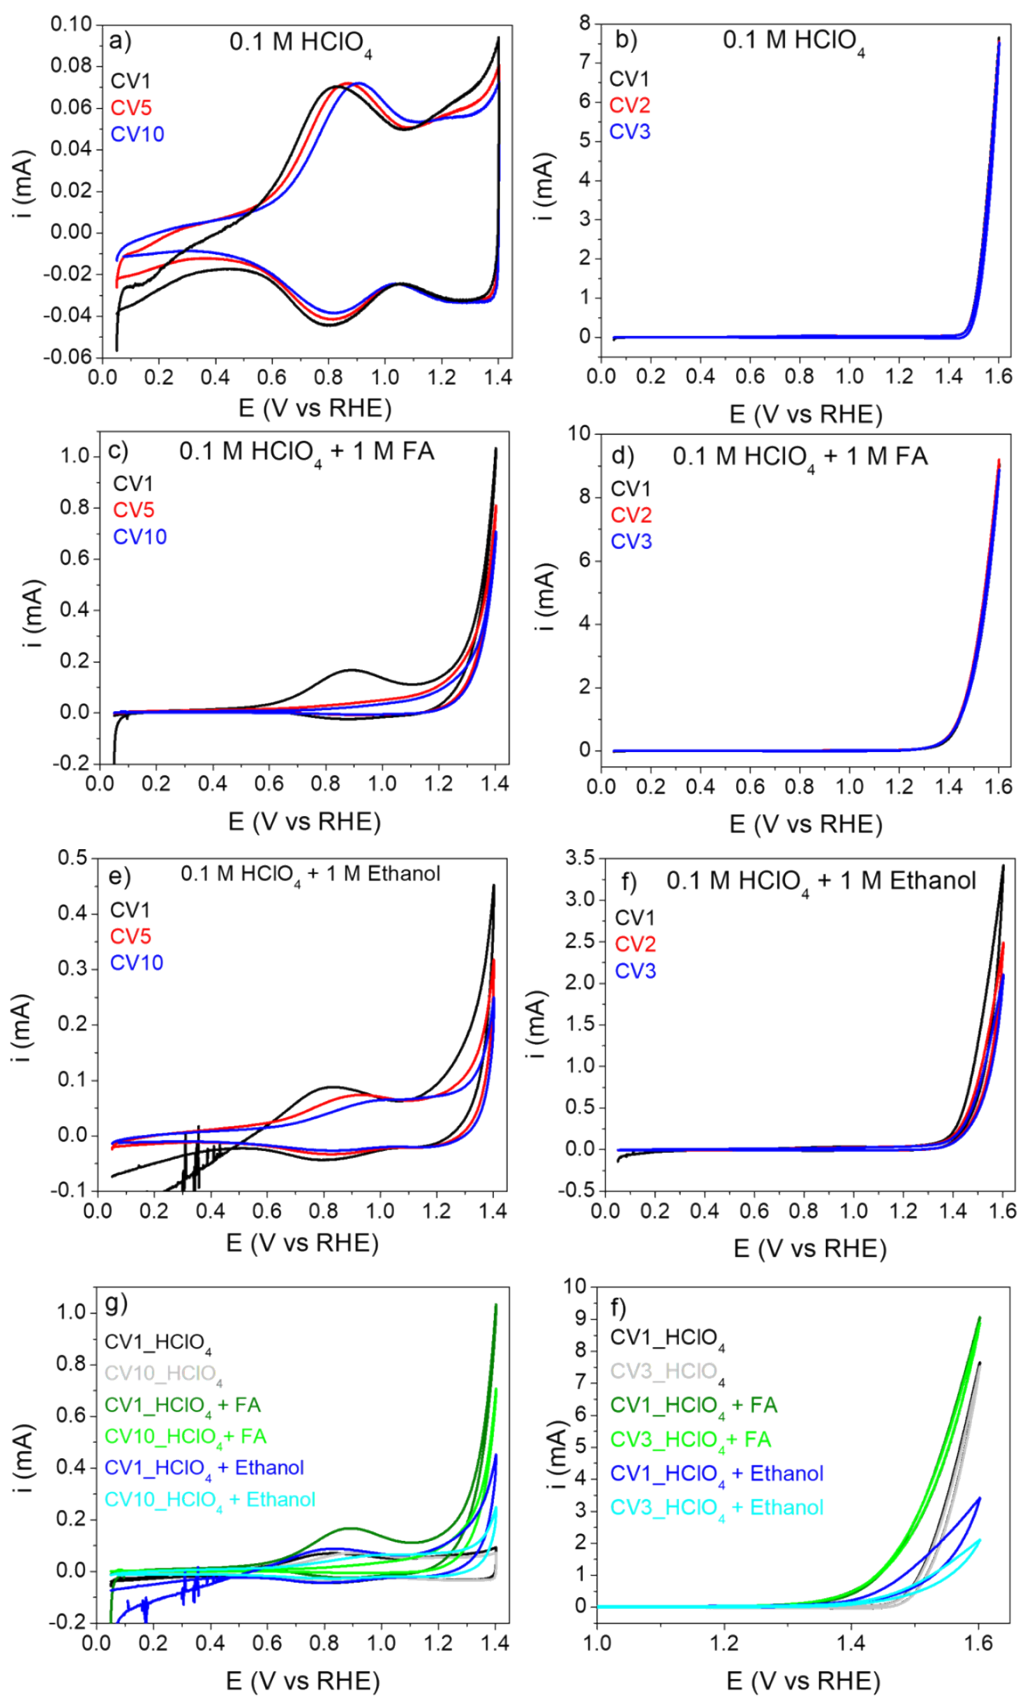 a) 0.1 M HClO4
CV1
CV5
CV10
0.10
0.08
0.06
0.04
0.02
0.00
-0.02
-0.04
-0.06
i (mA)
0.0 0.2 0.4 0.6 0.8 1.0 1.2 1.4
E (V vs RHE)
b) 0.1 M HClO4
CV1
CV2
CV3
8
7
6
5
4
3
2
1
0
i (mA)
0.0 0.2 0.4 0.6 0.8 1.0 1.2 1.4 1.6
E (V vs RHE)
c) 0.1 M HClO4 + 1 M FA
CV1
CV5
CV10
1.0
0.8
0.6
0.4
0.2
0.0
-0.2
i (mA)
0.0 0.2 0.4 0.6 0.8 1.0 1.2 1.4
E (V vs RHE)
d) 0.1 M HClO4 + 1 M FA
CV1
CV2
CV3
10
8
6
4
2
0
i (mA)
0.0 0.2 0.4 0.6 0.8 1.0 1.2 1.4 1.6
E (V vs RHE)
e) 0.1 M HClO4 + 1 M Ethanol
CV1
CV5
CV10
0.5
0.4
0.3
0.2
0.1
0.0
-0.1
i (mA)
0.0 0.2 0.4 0.6 0.8 1.0 1.2 1.4
E (V vs RHE)
f) 0.1 M HClO4 + 1 M Ethanol
CV1
CV2
CV3
3.5
3.0
2.5
2.0
1.5
1.0
0.5
0.0
-0.5
i (mA)
0.0 0.2 0.4 0.6 0.8 1.0 1.2 1.4 1.6
E (V vs RHE)
g)
CV1_HClO4
CV10_HClO4
CV1_HClO4 + FA
CV10_HClO4 + FA
CV1_HClO4 + Ethanol
CV10_HClO4 + Ethanol
1.0
0.8
0.6
0.4
0.2
0.0
-0.2
i (mA)
0.0 0.2 0.4 0.6 0.8 1.0 1.2 1.4
E (V vs RHE)
f)
CV1_HClO4
CV3_HClO4
CV1_HClO4 + FA
CV3_HClO4 + FA
CV1_HClO4 + Ethanol
CV3_HClO4 + Ethanol
10
9
8
7
6
5
4
3
2
1
0
i (mA)
1.0 1.2 1.4 1.6
E (V vs RHE)